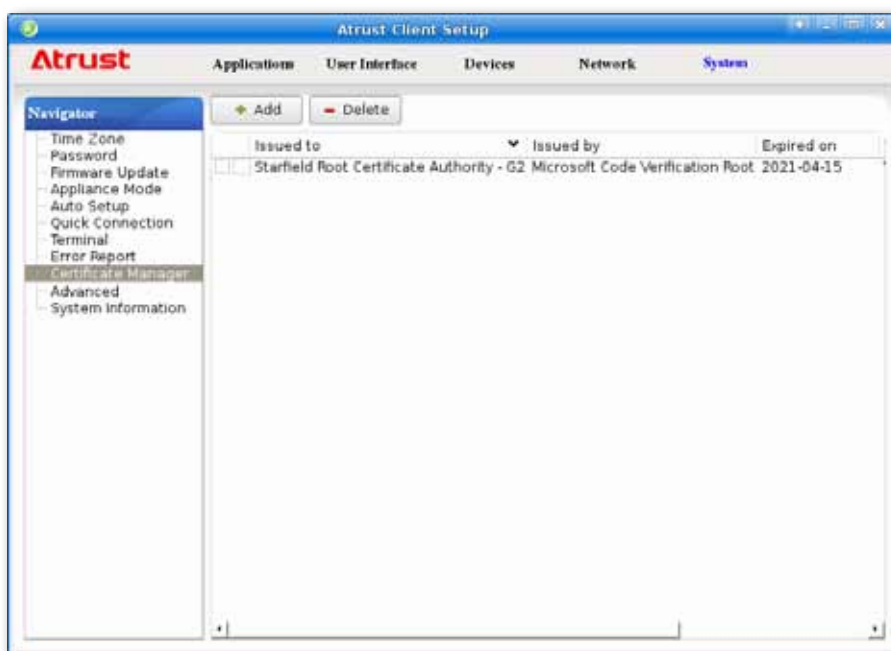 Atrust Client Setup
Atrust Applications User Interface Devices Network System
Navigator
Time Zone
Password
Firmware Update
Appliance Mode
Auto Setup
Quick Connection
Terminal
Error Report
Certificate Manager
Advanced
System Information
Add Delete
Issued to Issued by Expired on
Starfield Root Certificate Authority - G2 Microsoft Code Verification Root 2021-04-15